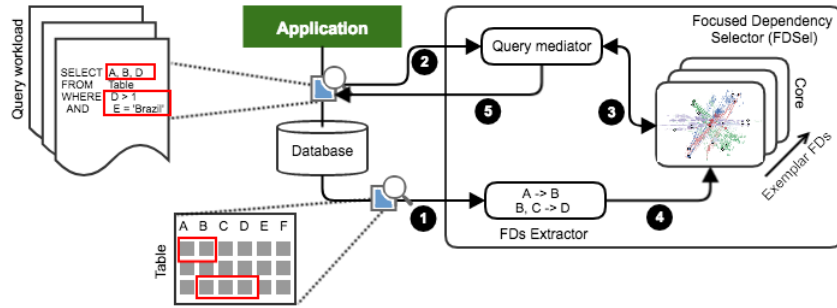 Query workload
SELECT A, B, D
FROM Table
WHERE D > 1
AND E = 'Brazil'
Application
2
5
Database
1
Table
A B C D E F
Focused Dependency
Selector (FDSel)
Query mediator
3
Core
Exemplar FDs
A -> B
B, C -> D
4
FDs Extractor